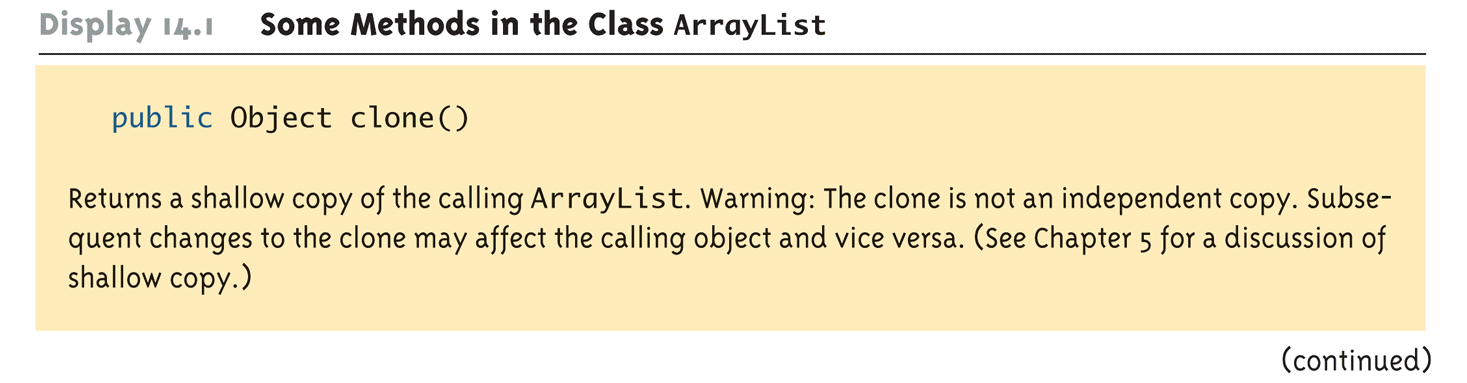 Display 14.1 Some Methods in the Class ArrayList
public Object clone()
Returns a shallow copy of the calling ArrayList. Warning: The clone is not an independent copy. Subse-
quent changes to the clone may affect the calling object and vice versa. (See Chapter 5 for a discussion of
shallow copy.)
(continued)